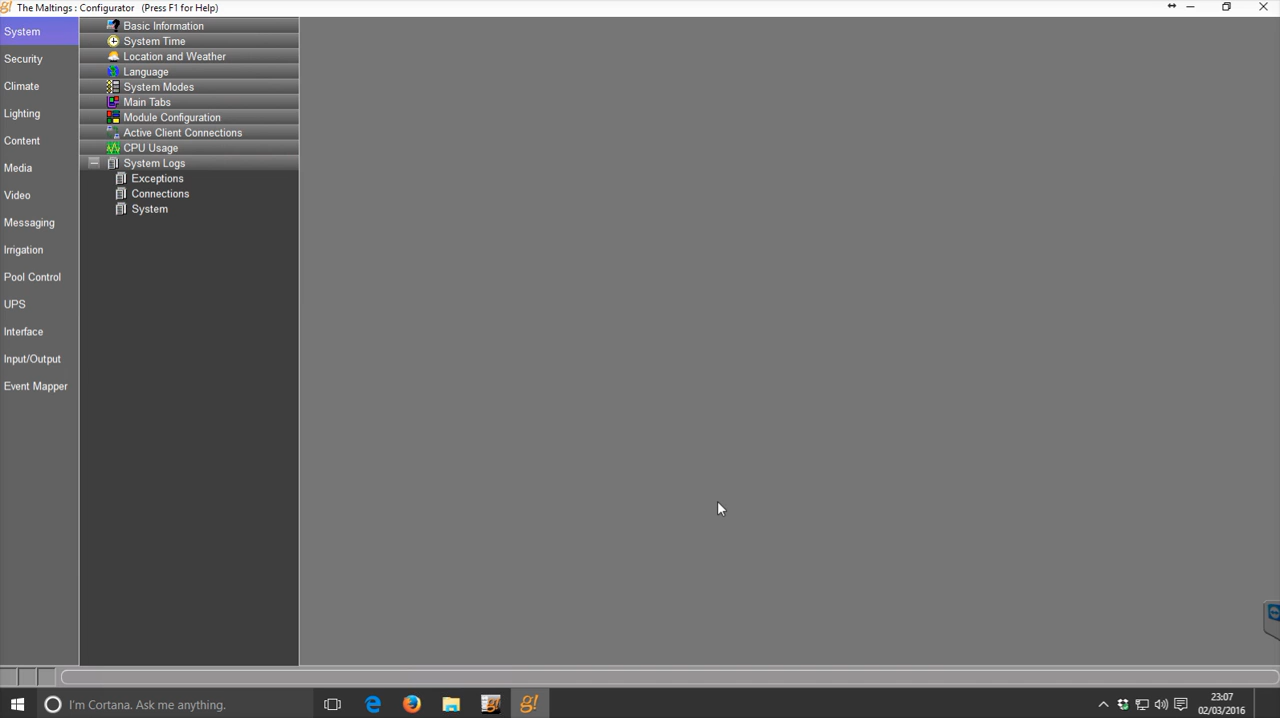 g! The Maltings : Configurator (Press F1 for Help)
System
Security
Climate
Lighting
Content
Media
Video
Messaging
Irrigation
Pool Control
UPS
Interface
Input/Output
Event Mapper
Basic Information
System Time
Location and Weather
Language
System Modes
Main Tabs
Module Configuration
Active Client Connections
CPU Usage
System Logs
Exceptions
Connections
System
I'm Cortana. Ask me anything.
g!
23:07
02/03/2016